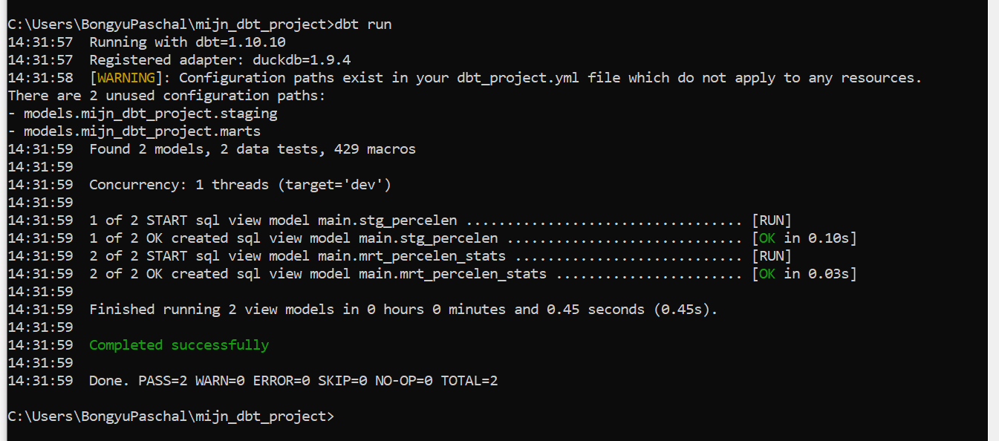 C:\Users\BongyuPaschal\mijn_dbt_project>dbt run
14:31:57  Running with dbt=1.10.10
14:31:57  Registered adapter: duckdb=1.9.4
14:31:58  [WARNING]: Configuration paths exist in your dbt_project.yml file which do not apply to any resources.
There are 2 unused configuration paths:
- models.mijn_dbt_project.staging
- models.mijn_dbt_project.marts
14:31:59  Found 2 models, 2 data tests, 429 macros
14:31:59
14:31:59  Concurrency: 1 threads (target='dev')
14:31:59
14:31:59  1 of 2 START sql view model main.stg_percelen .................................. [RUN]
14:31:59  1 of 2 OK created sql view model main.stg_percelen ............................. [OK in 0.10s]
14:31:59  2 of 2 START sql view model main.mrt_percelen_stats ............................ [RUN]
14:31:59  2 of 2 OK created sql view model main.mrt_percelen_stats ....................... [OK in 0.03s]
14:31:59
14:31:59  Finished running 2 view models in 0 hours 0 minutes and 0.45 seconds (0.45s).
14:31:59
14:31:59  Completed successfully
14:31:59
14:31:59  Done. PASS=2 WARN=0 ERROR=0 SKIP=0 NO-OP=0 TOTAL=2
C:\Users\BongyuPaschal\mijn_dbt_project>